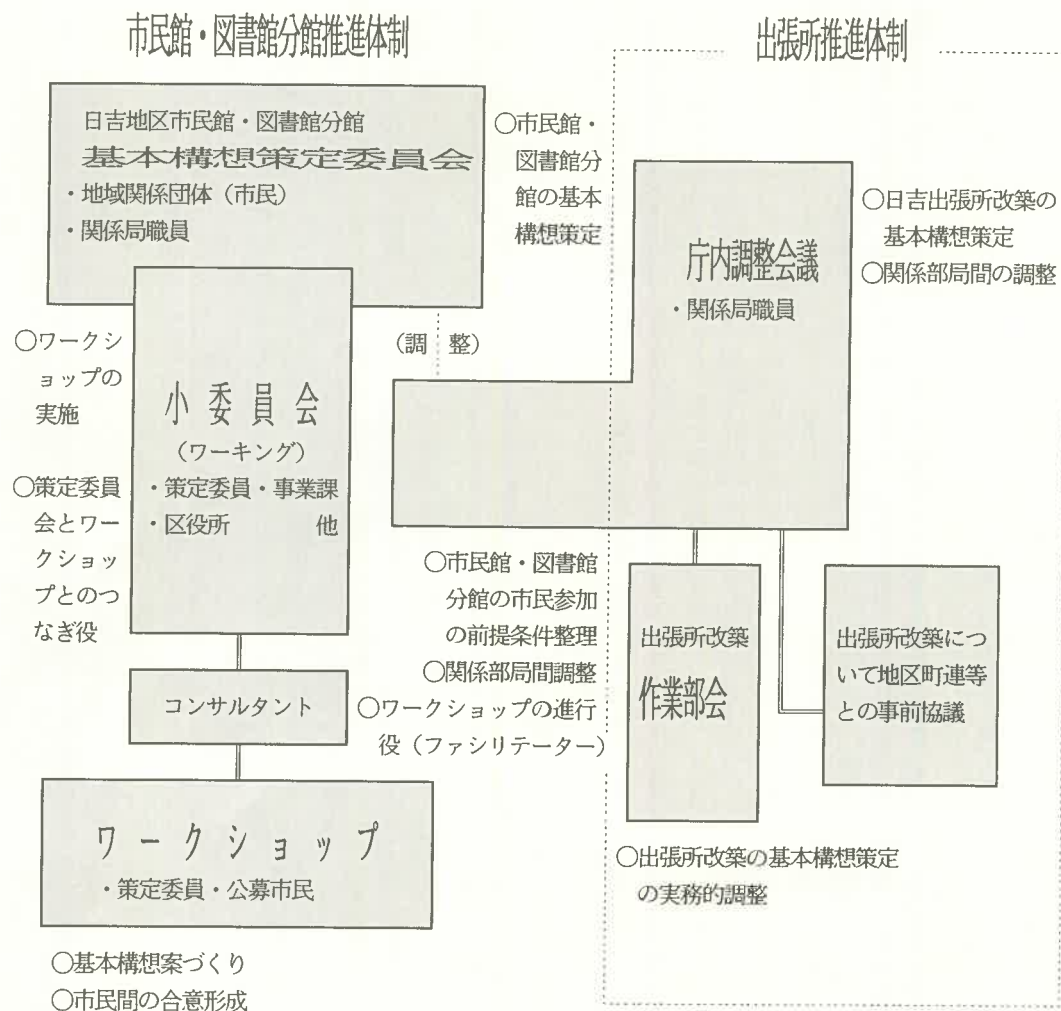 市民館・図書館分館推進体制
日吉地区市民館・図書館分館
基本構想策定委員会
・地域関係団体（市民）
・関係局職員
○市民館・
図書館分
館の基本
構想策定
○ワークシ
ョップの
実施
小委員会
（ワーキング）
・策定委員・事業課
・区役所　　他
○策定委員
会とワー
クショッ
プとのつ
なぎ役
（調　整）
コンサルタント
○ワークショップの進行
役（ファシリテーター）
ワークショップ
・策定委員・公募市民
○基本構想案づくり
○市民間の合意形成
出張所推進体制
庁内調整会議
・関係局職員
○日吉出張所改築の
基本構想策定
○関係部局間の調整
○市民館・図書館
分館の市民参加
の前提条件整理
○関係部局間調整
出張所改築
作業部会
出張所改築につ
いて地区町連等
との事前協議
○出張所改築の基本構想策定
の実務的調整